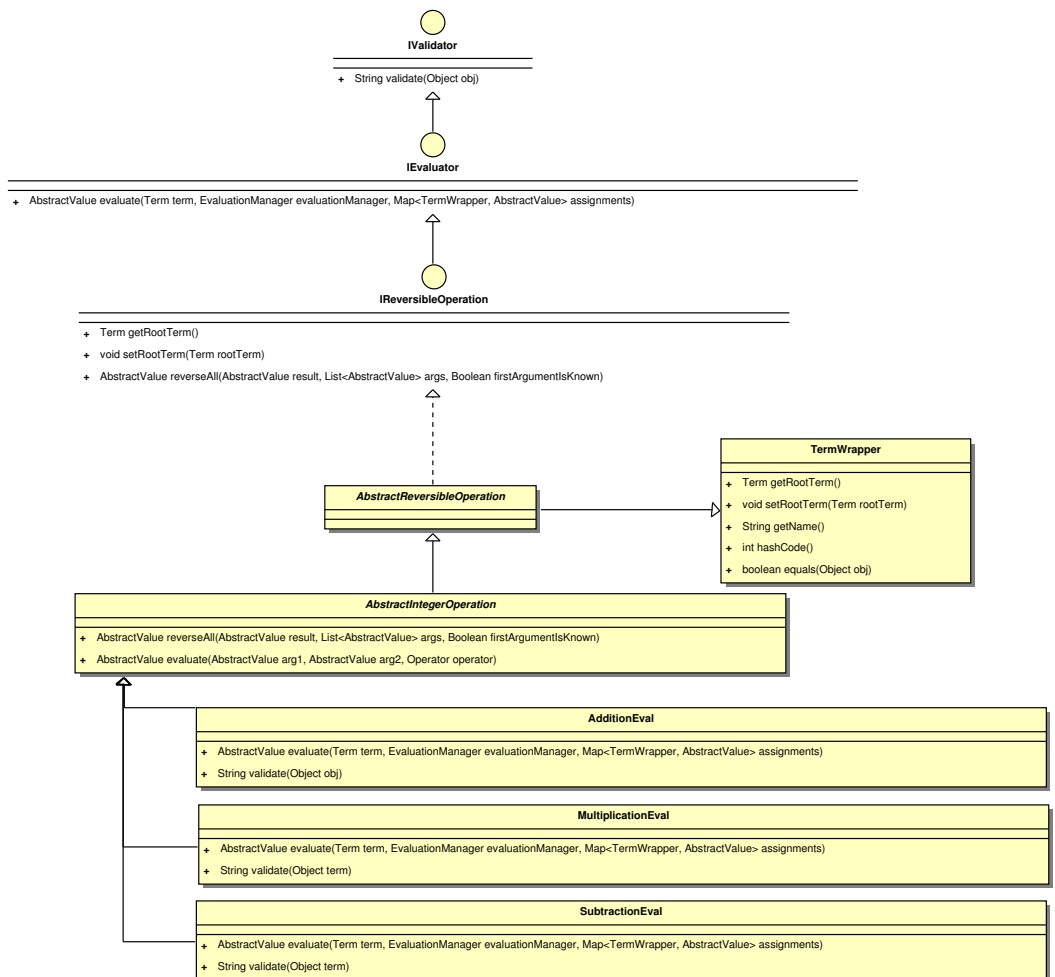 IValidator
+ String validate(Object obj)
IEvaluator
+ AbstractValue evaluate(Term term, EvaluationManager evaluationManager, Map<TermWrapper, AbstractValue> assignments)
IReversibleOperation
+ Term getRootTerm()
+ void setRootTerm(Term rootTerm)
+ AbstractValue reverseAll(AbstractValue result, List<AbstractValue> args, Boolean firstArgumentIsKnown)
TermWrapper
+ Term getRootTerm()
+ void setRootTerm(Term rootTerm)
+ String getName()
+ int hashCode()
+ boolean equals(Object obj)
AbstractReversibleOperation
AbstractIntegerOperation
+ AbstractValue reverseAll(AbstractValue result, List<AbstractValue> args, Boolean firstArgumentIsKnown)
+ AbstractValue evaluate(AbstractValue arg1, AbstractValue arg2, Operator operator)
AdditionEval
+ AbstractValue evaluate(Term term, EvaluationManager evaluationManager, Map<TermWrapper, AbstractValue> assignments)
+ String validate(Object obj)
MultiplicationEval
+ AbstractValue evaluate(Term term, EvaluationManager evaluationManager, Map<TermWrapper, AbstractValue> assignments)
+ String validate(Object term)
SubtractionEval
+ AbstractValue evaluate(Term term, EvaluationManager evaluationManager, Map<TermWrapper, AbstractValue> assignments)
+ String validate(Object term)